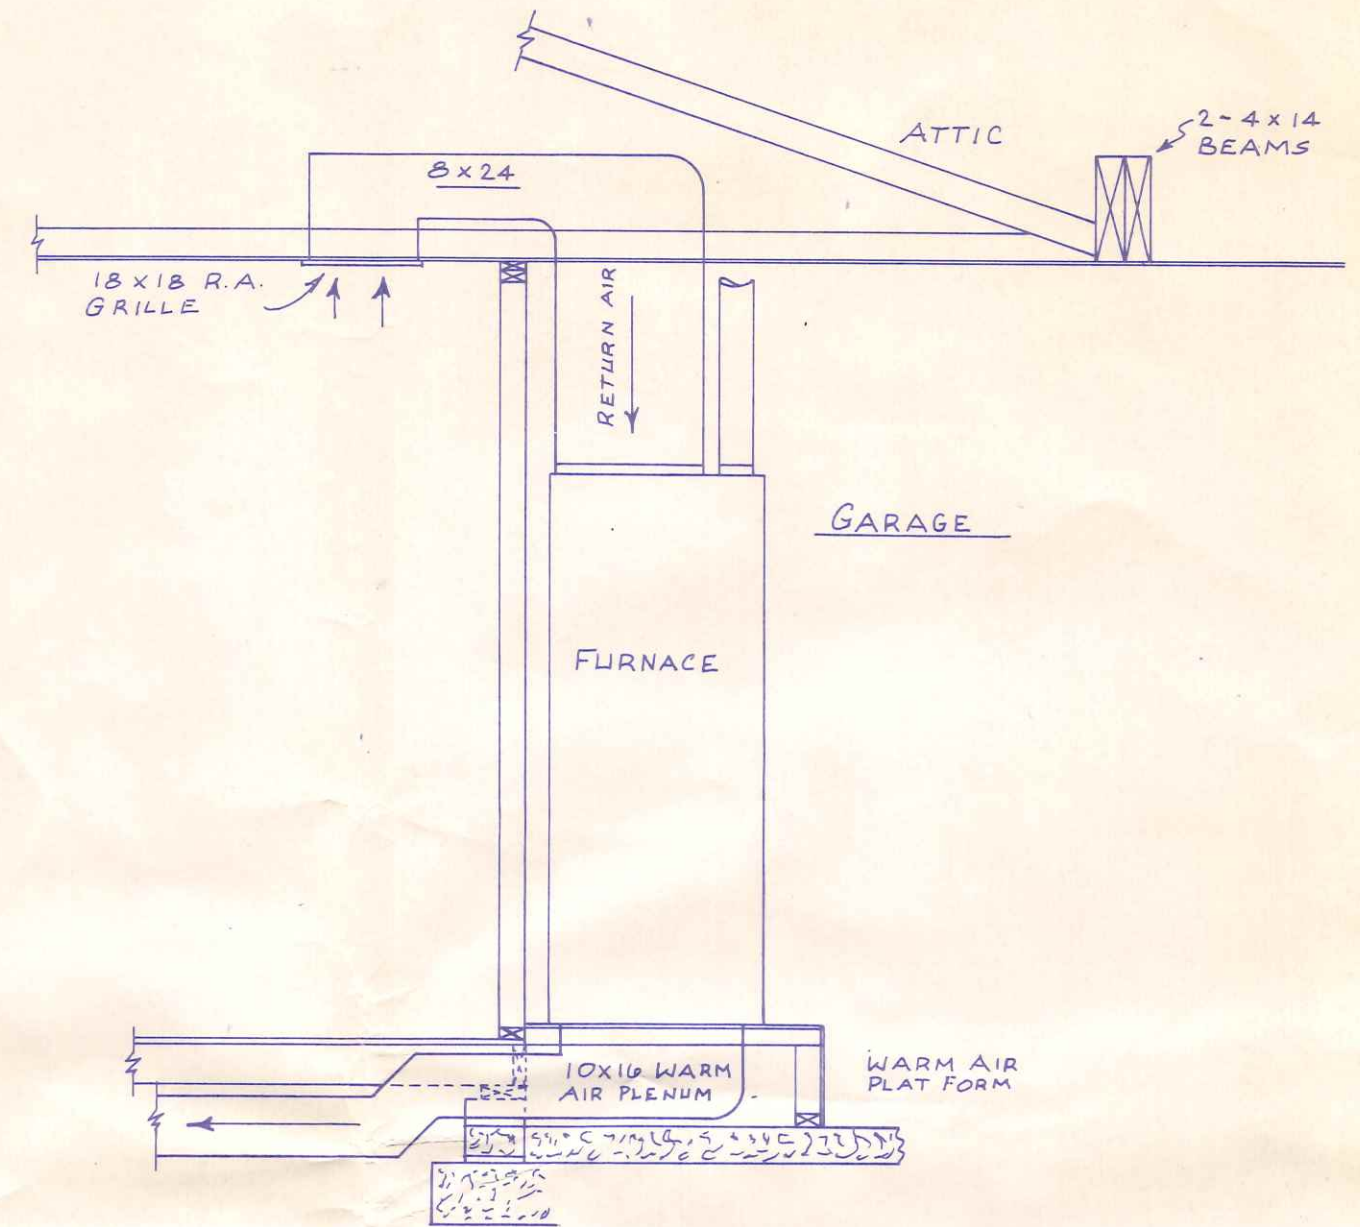 ATTIC
2-4x14
BEAMS
8x24
18x18 R.A.
GRILLE
RETURN AIR
GARAGE
FURNACE
10x16 WARM
AIR PLENUM
WARM AIR
PLAT FORM